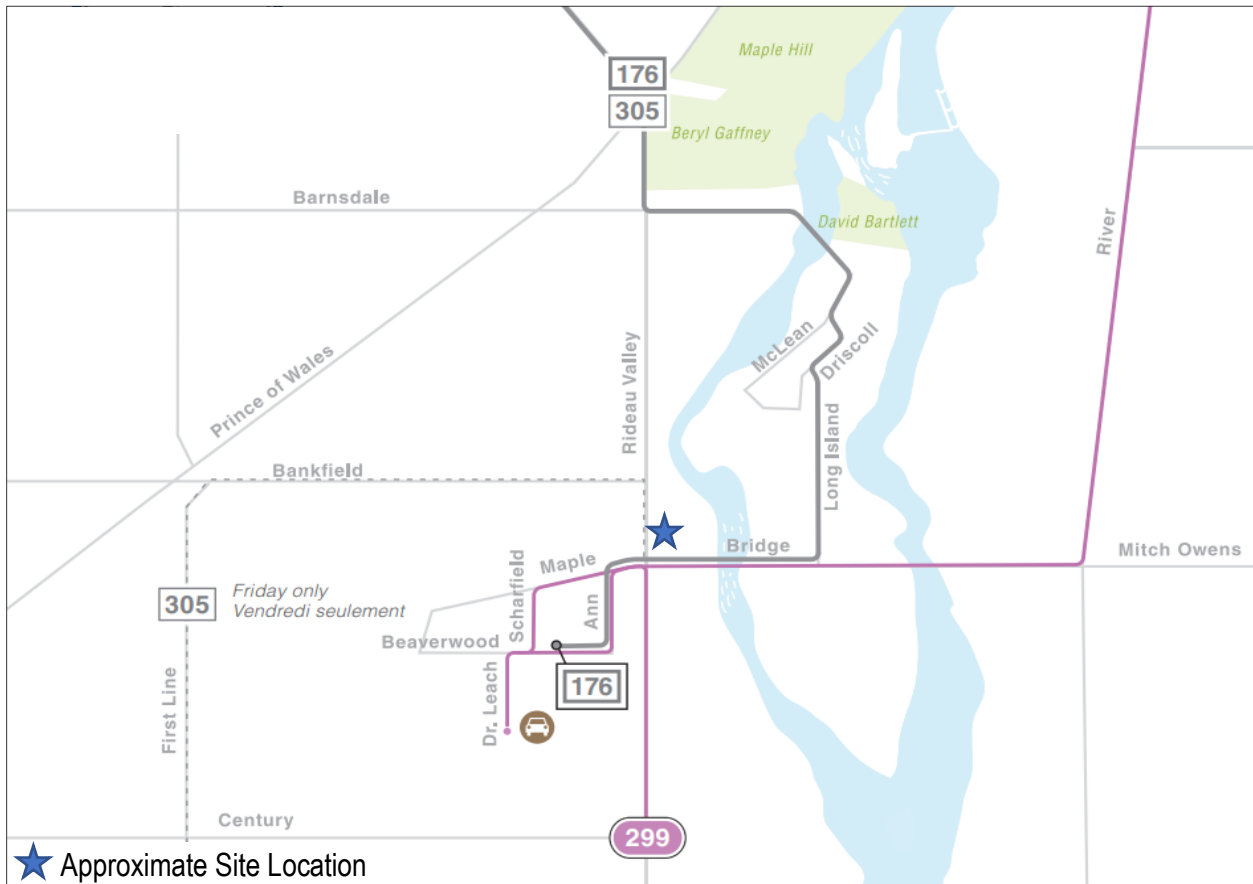 Maple Hill
176
305
Beryl Gaffney
Barnsdale
David Bartlett
River
McLean
Driscoll
Prince of Wales
Rideau Valley
Bankfield
Long Island
Bridge
Mitch Owens
Maple
Scharfield
305
Friday only
Vendredi seulement
Ann
Beaverwood
176
First Line
Dr. Leach
Century
299
Approximate Site Location